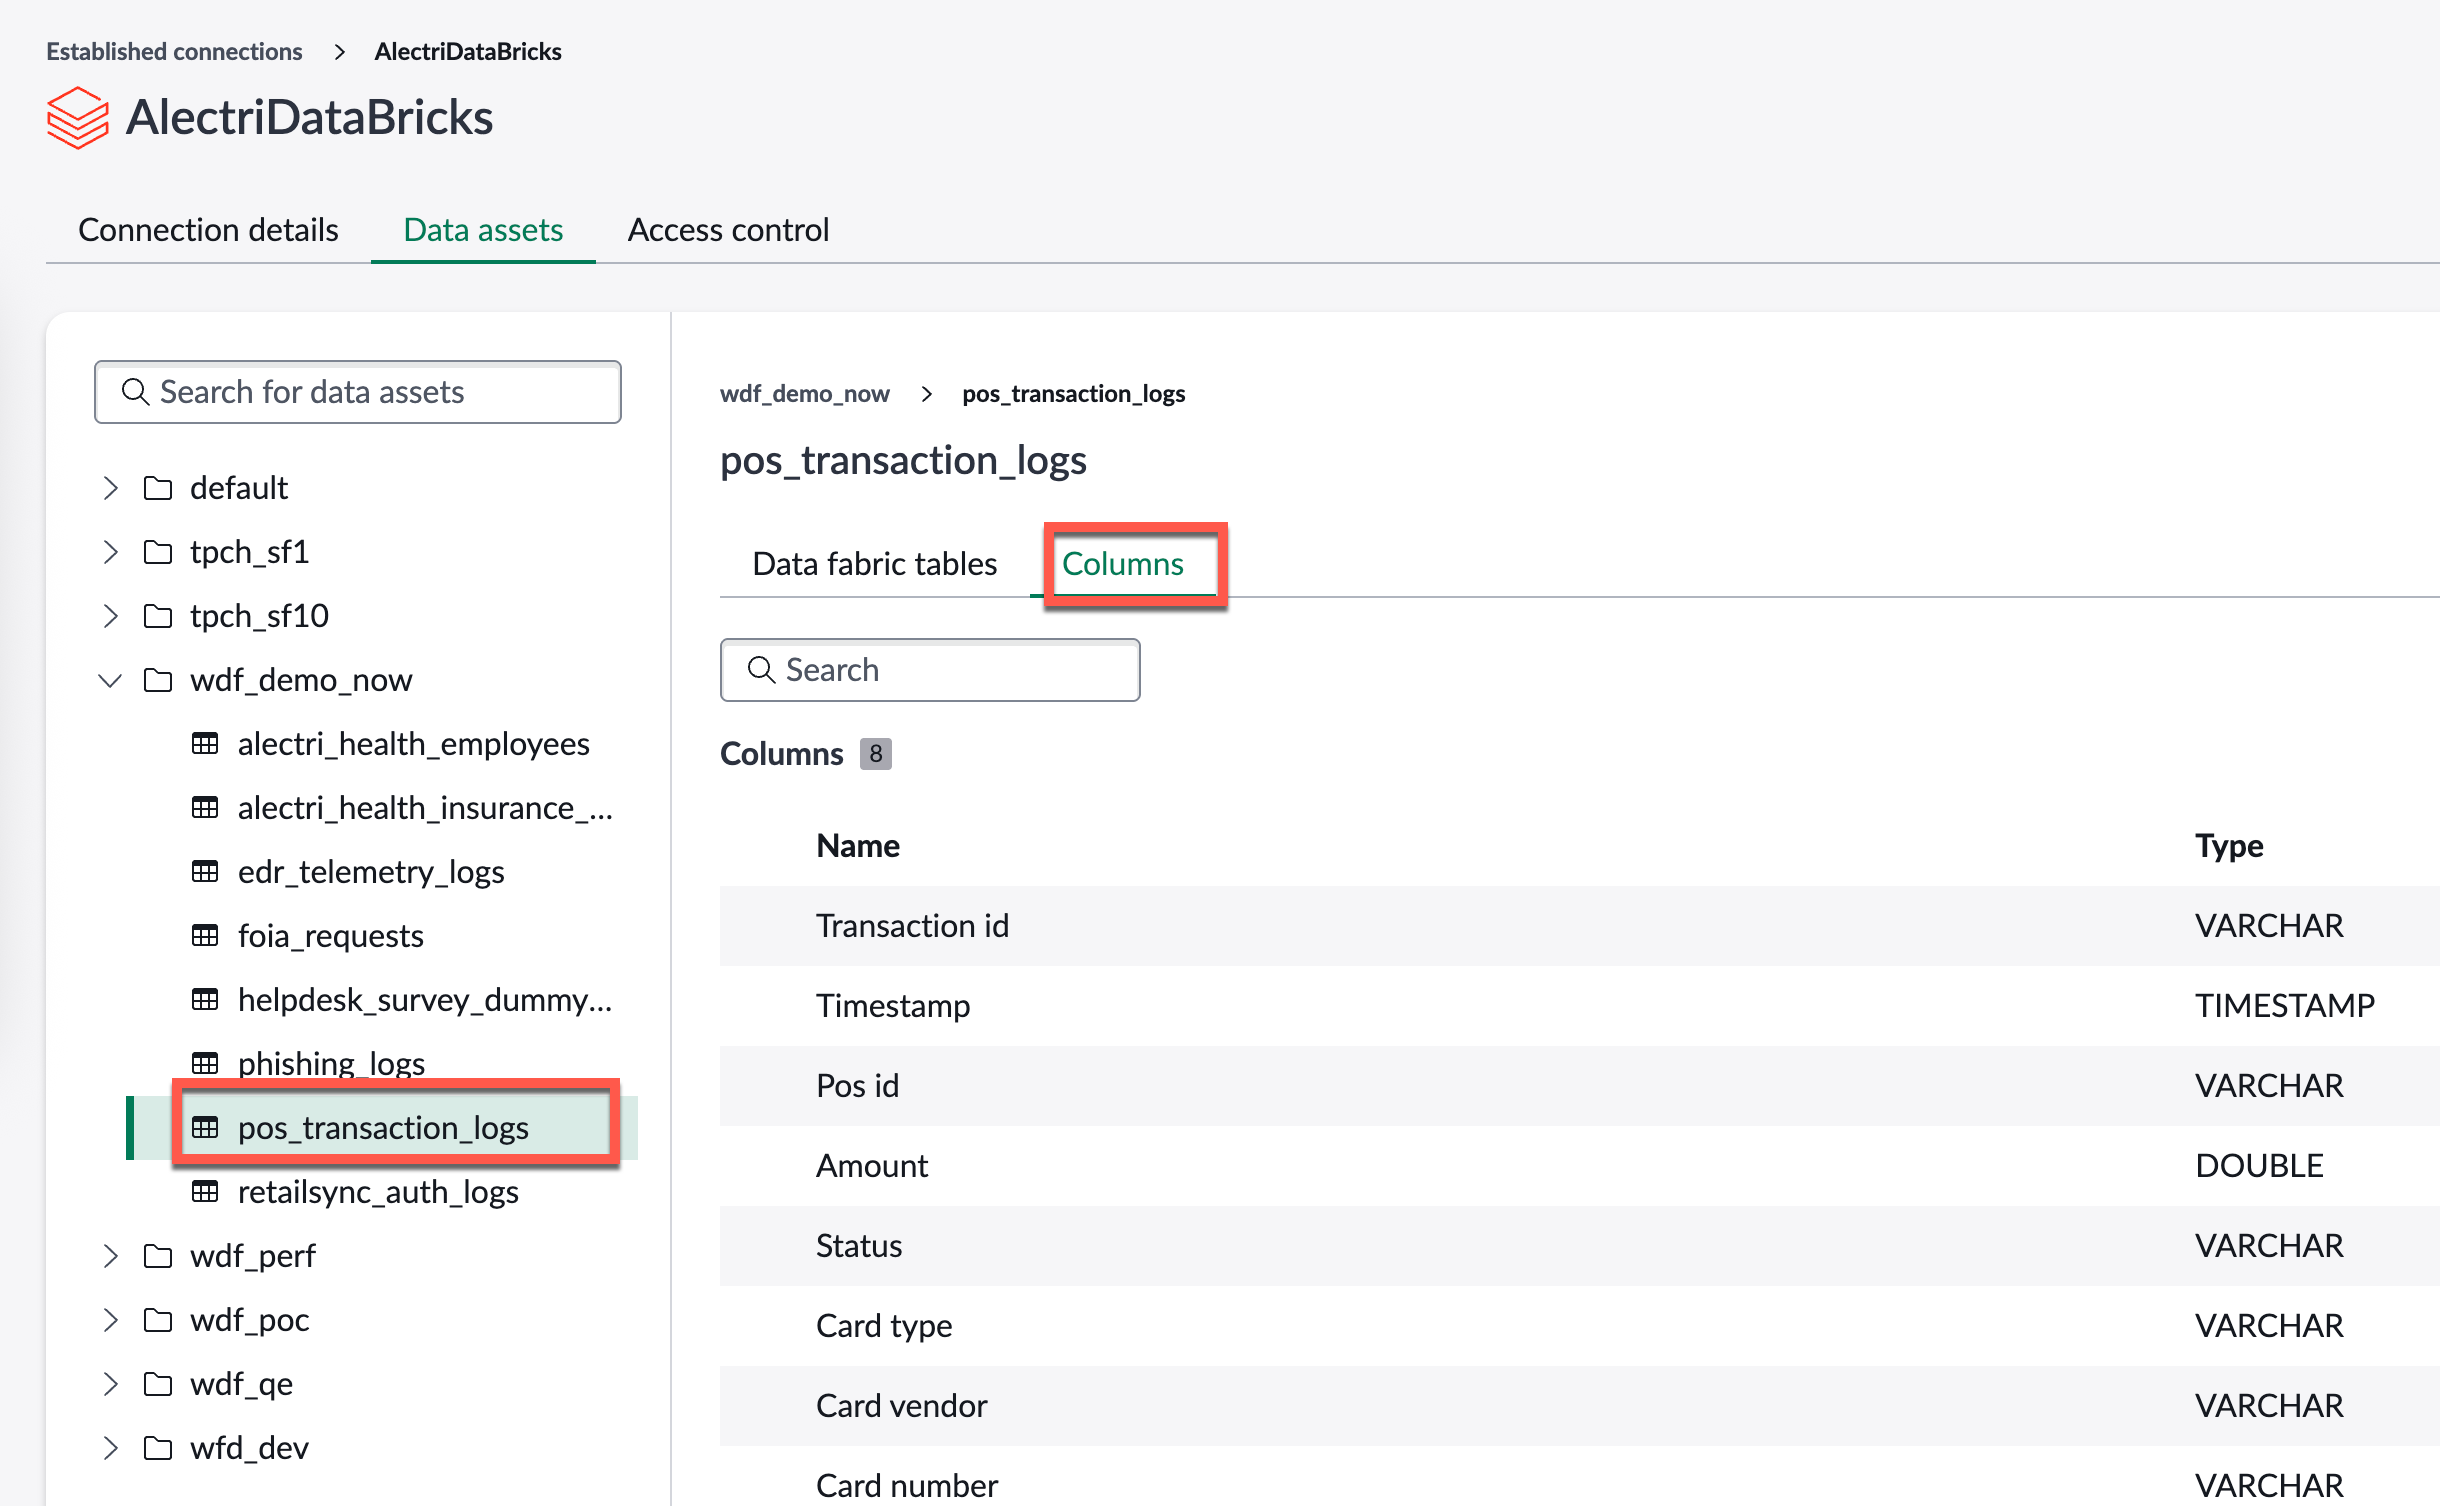 Established connections > AlectriDataBricks
AlectriDataBricks
Connection details Data assets Access control
Search for data assets
default
tpch_sf1
tpch_sf10
wdf_demo_now
alectri_health_employees
alectri_health_insurance_...
edr_telemetry_logs
foia_requests
helpdesk_survey_dummy...
phishing_logs
pos_transaction_logs
retailsync_auth_logs
wdf_perf
wdf_poc
wdf_qe
wfd_dev
wdf_demo_now > pos_transaction_logs
pos_transaction_logs
Data fabric tables Columns
Search
Columns 8
Name Type
Transaction id VARCHAR
Timestamp TIMESTAMP
Pos id VARCHAR
Amount DOUBLE
Status VARCHAR
Card type VARCHAR
Card vendor VARCHAR
Card number VARCHAR